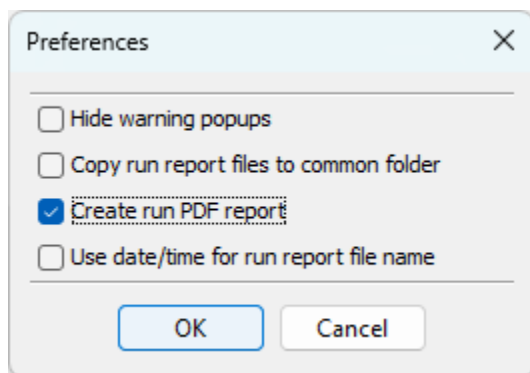 Preferences
Hide warning popups
Copy run report files to common folder
Create run PDF report
Use date/time for run report file name
OK Cancel